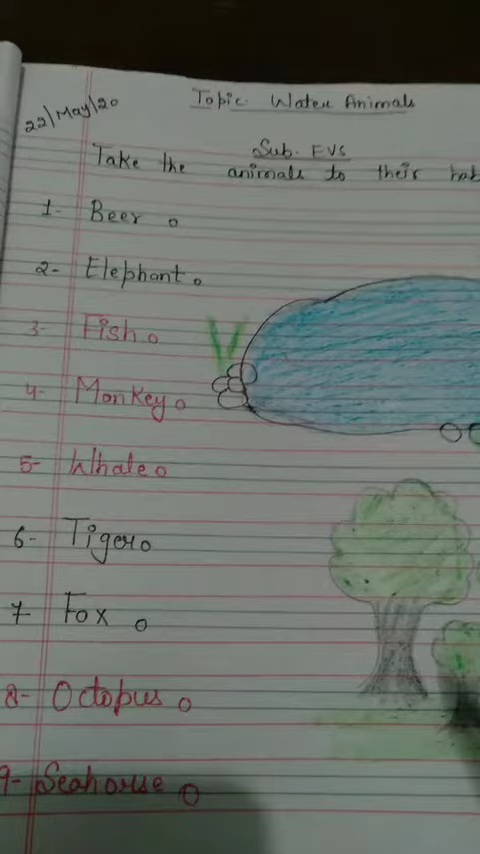 22/May/20
Topic Water Animals
Sub. EVS
Take the animals to their hab
1- Beer
2- Elephant
3- Fish
4- Monkey
5- Whale
6- Tiger
7- Fox
8- Octopus
9- Seahorse